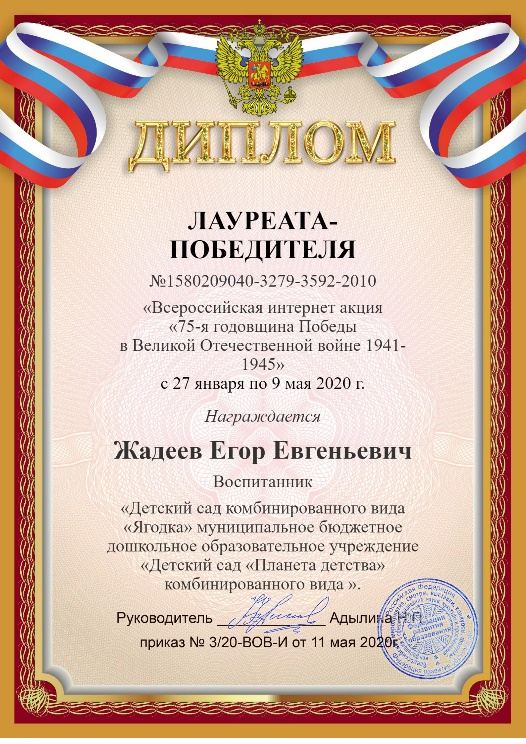 ДИПЛОМ
ЛАУРЕАТА-
ПОБЕДИТЕЛЯ
№1580209040-3279-3592-2010
«Всероссийская интернет акция
«75-я годовщина Победы
в Великой Отечественной войне 1941-
1945»
с 27 января по 9 мая 2020 г.
Награждается
Жадеев Егор Евгеньевич
Воспитанник
«Детский сад комбинированного вида
«Ягодка» муниципальное бюджетное
дошкольное образовательное учреждение
«Детский сад «Планета детства»
комбинированного вида ».
Руководитель Адылина Н.П.
приказ № 3/20-ВОВ-И от 11 мая 2020г.